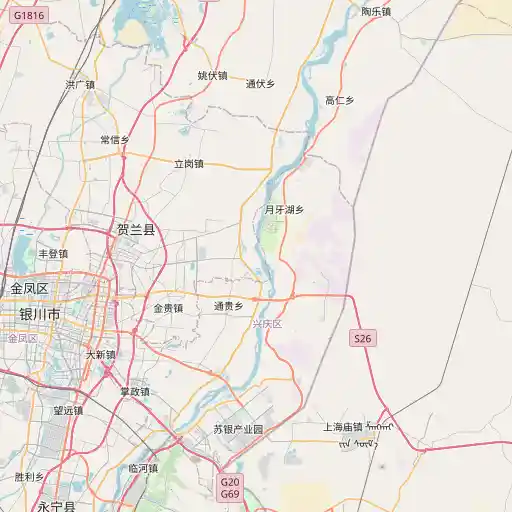 G1816
陶乐镇
姚伏镇
通伏乡
洪广镇
高仁乡
常信乡
立岗镇
月牙湖乡
贺兰县
丰登镇
金凤区
金贵镇
通贵乡
银川市
兴庆区
金凤区
S26
大新镇
掌政镇
望远镇
苏银产业园
上海庙镇
临河镇
胜利乡
G20
G69
永宁县